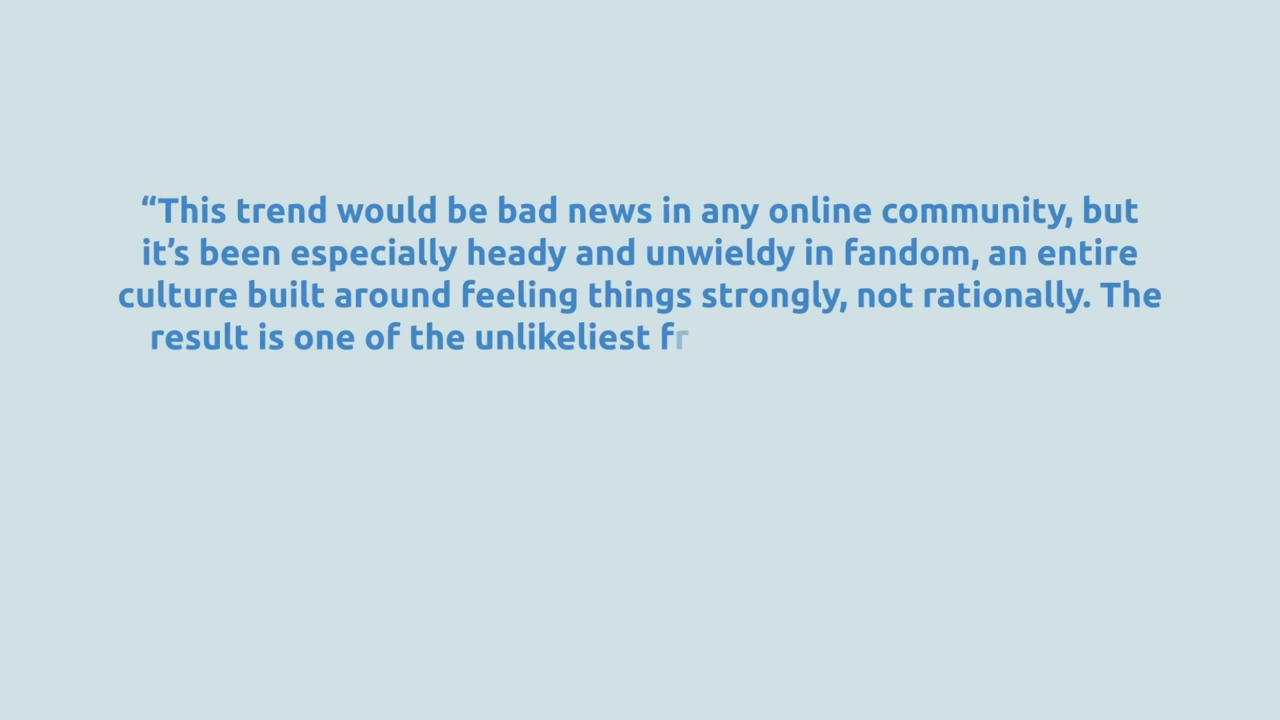 “This trend would be bad news in any online community, but
it’s been especially heady and unwieldy in fandom, an entire
culture built around feeling things strongly, not rationally. The
result is one of the unlikeliest fr